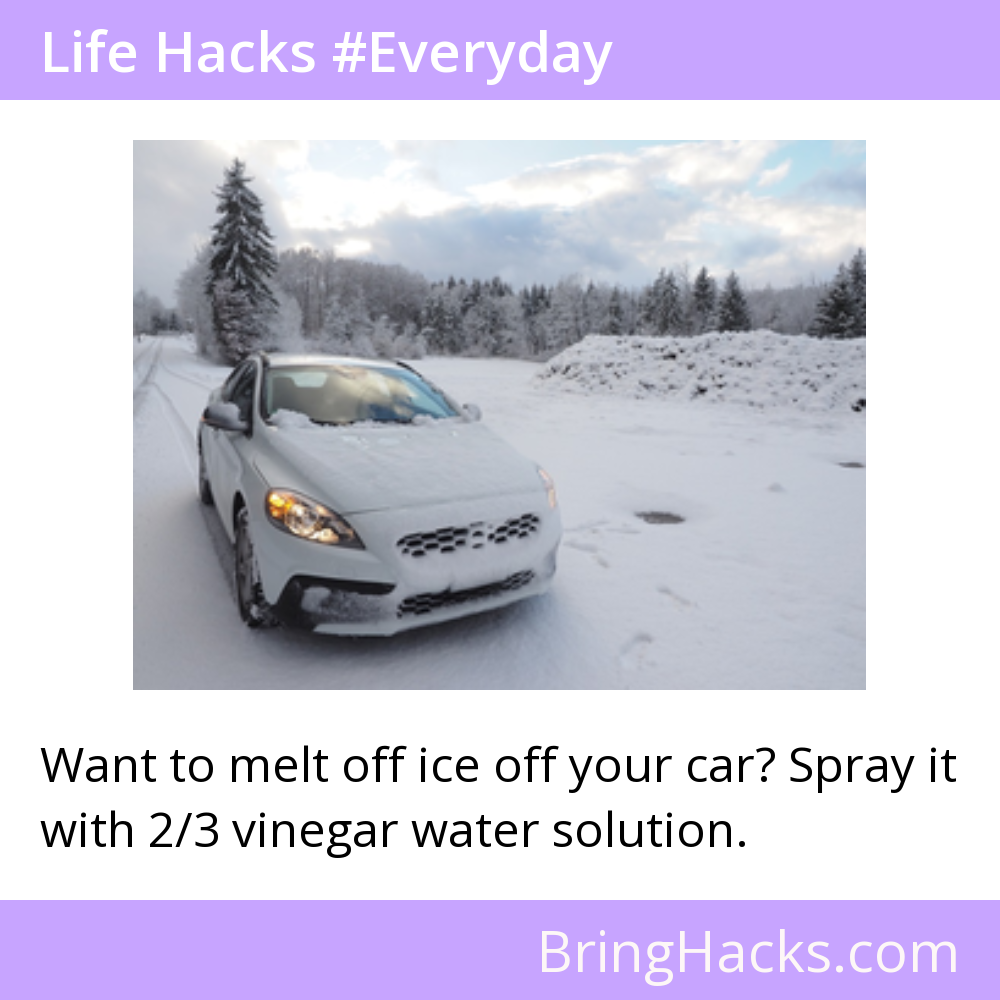 Life Hacks #Everyday
Want to melt off ice off your car? Spray it
with 2/3 vinegar water solution.
BringHacks.com